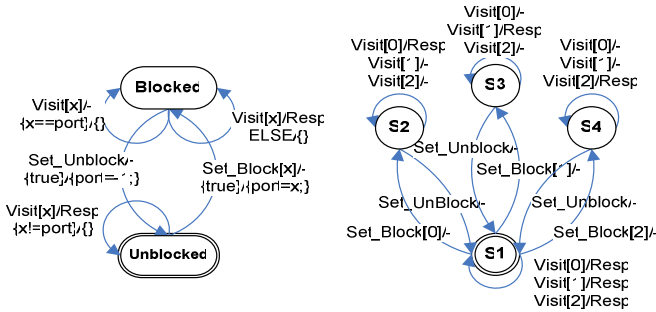 Blocked
Visit[x]/-
{x==port}/{}
Visit[x]/Resp
ELSE/{}
Set_Unblock/-
{true}/{port=-1;}
Set_Block[x]/-
{true}/{port=x;}
Visit[x]/Resp
{x!=port}/{}
Unblocked
Visit[0]/-
Visit[1]/Resp
Visit[2]/-
S3
Visit[0]/Resp
Visit[1]/-
Visit[2]/-
S2
Visit[0]/-
Visit[1]/-
Visit[2]/Resp
S4
Set_Unblock/-
Set_Block[1]/-
Set_UnBlock/-
Set_Unblock/-
Set_Block[0]/-
Set_Block[2]/-
S1
Visit[0]/Resp
Visit[1]/Resp
Visit[2]/Resp